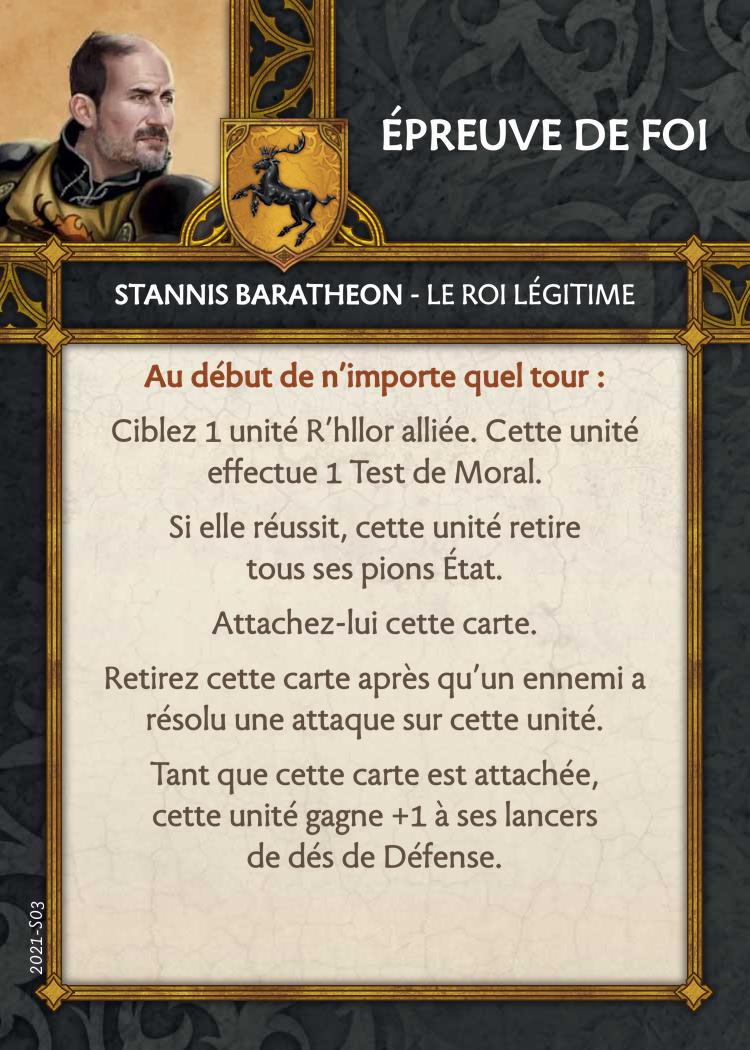 ÉPREUVE DE FOI
STANNIS BARATHEON - LE ROI LÉGITIME
Au début de n'importe quel tour :
Ciblez 1 unité R'hllor alliée. Cette unité
effectue 1 Test de Moral.
Si elle réussit, cette unité retire
tous ses pions État.
Attachez-lui cette carte.
Retirez cette carte après qu'un ennemi a
résolu une attaque sur cette unité.
Tant que cette carte est attachée,
cette unité gagne +1 à ses lancers
de dés de Défense.
2021-S03